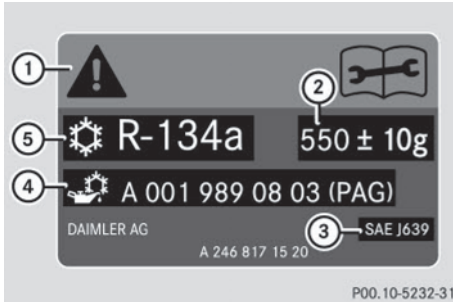 1
2
5 R-134a 550 ± 10g
4 A 001 989 08 03 (PAG)
DAIMLER AG 3 SAE J639
A 246 817 15 20
P00.10-5232-31